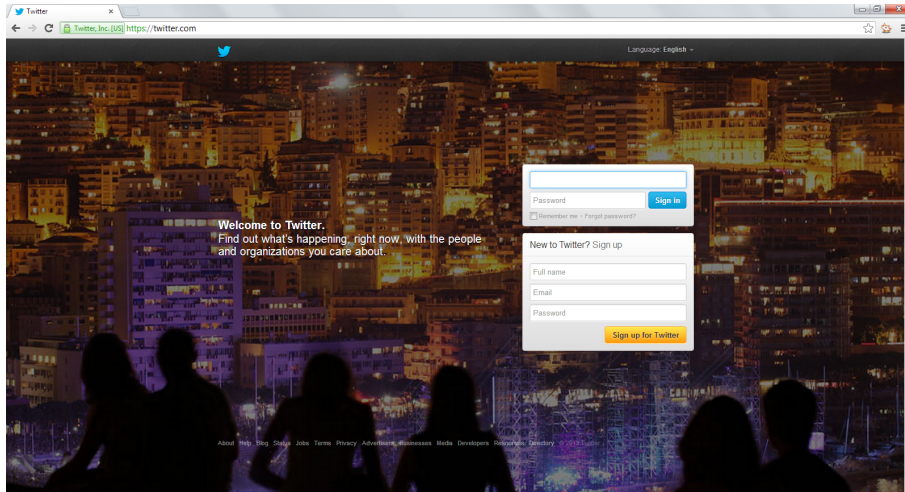 Twitter
Twitter, Inc. [US] https://twitter.com
Language: English
Welcome to Twitter.
Find out what's happening, right now, with the people
and organizations you care about.
Password
Sign in
Remember me · Forgot password?
New to Twitter? Sign up
Full name
Email
Password
Sign up for Twitter
About Help Blog Status Jobs Terms Privacy Advertisers Businesses Media Developers Resources Directory © 2013 Twitter